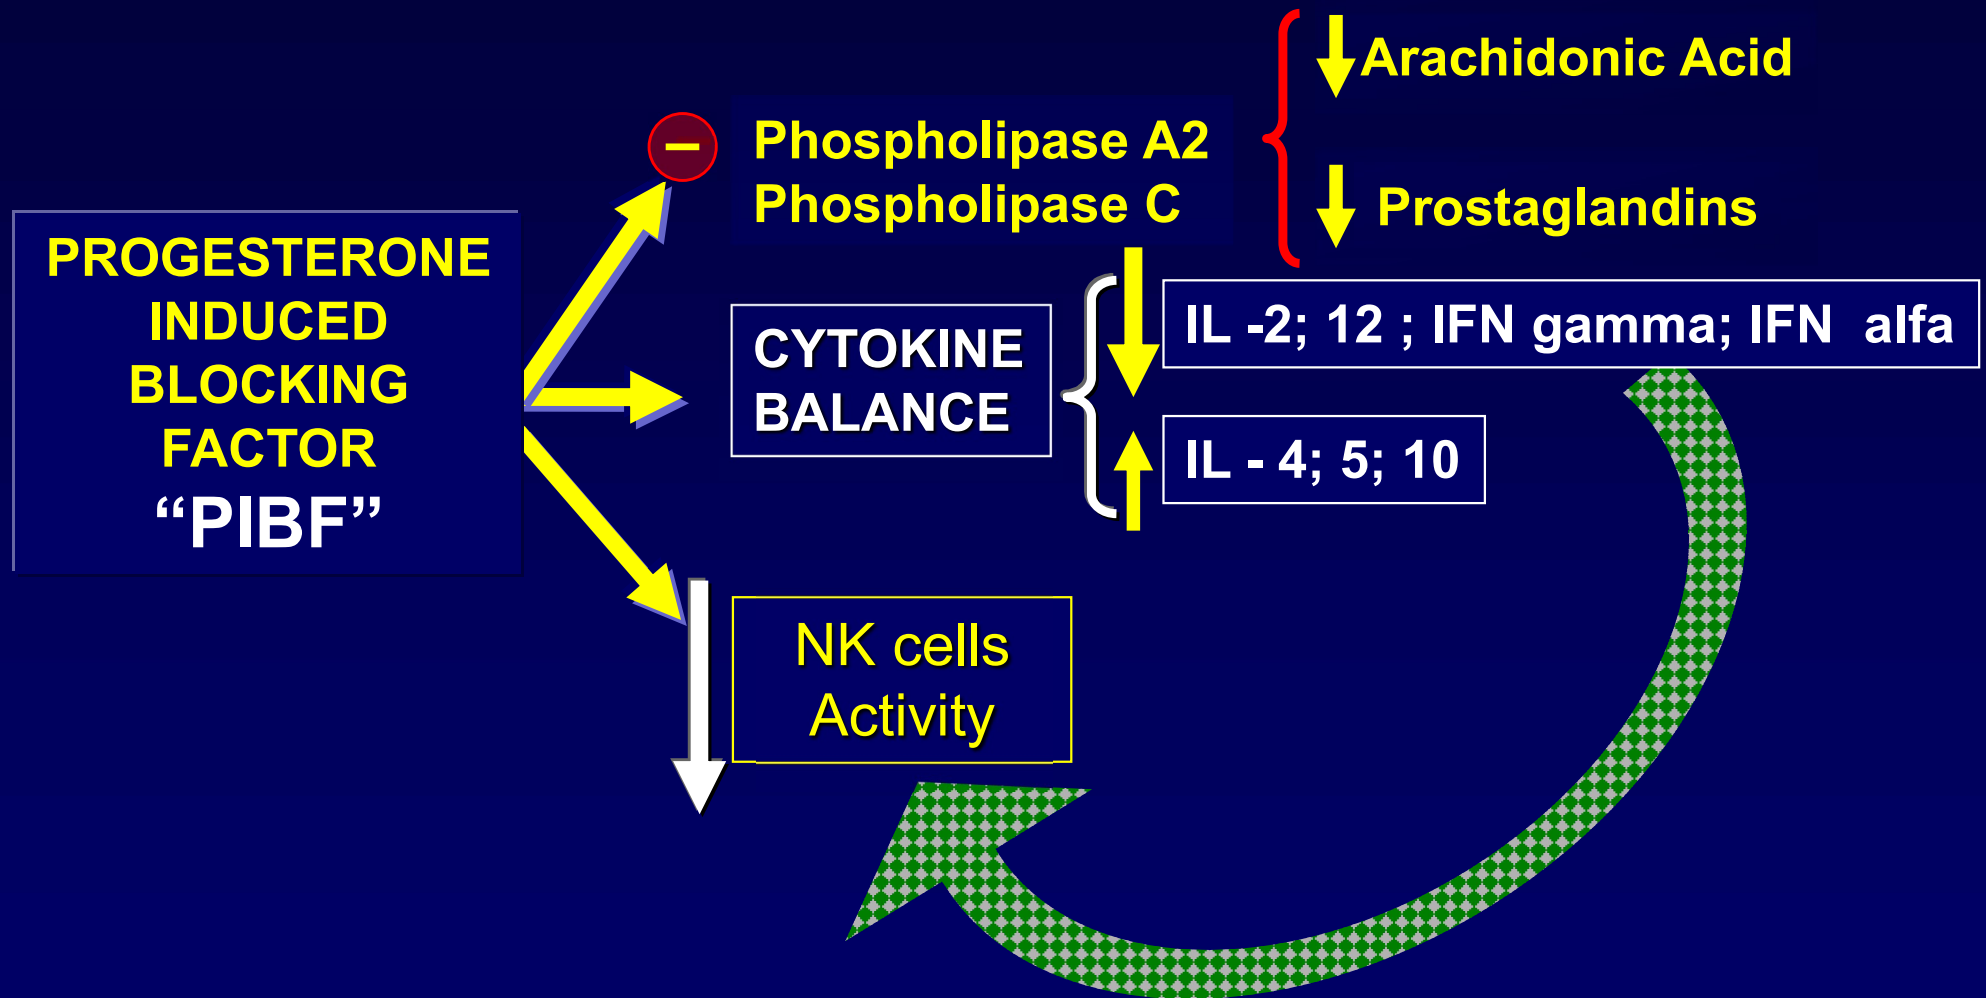 PROGESTERONE
INDUCED
BLOCKING
FACTOR
“PIBF”
Phospholipase A2
Phospholipase C
Arachidonic Acid
Prostaglandins
CYTOKINE
BALANCE
IL -2; 12 ; IFN gamma; IFN alfa
IL - 4; 5; 10
NK cells
Activity